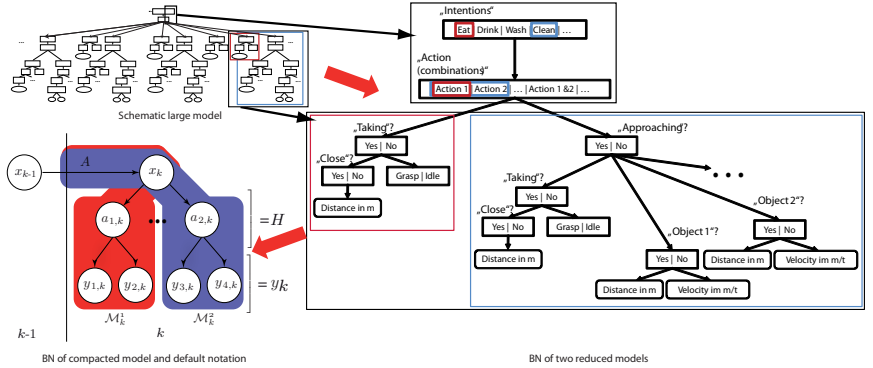 „Intentions“
Eat | Drink | Wash | Clean | ...
„Action (combinations)“
Action 1 | Action 2 | ... | Action 1 &2 | ...
Schematic large model
„Taking“?
Yes | No
„Close“?
Yes | No
Grasp | Idle
Distance in m
„Approaching“?
Yes | No
„Taking“?
Yes | No
„Close“?
Yes | No
Grasp | Idle
Distance in m
„Object 1“?
Yes | No
Distance in m
Velocity im m/t
„Object 2“?
Yes | No
Distance in m
Velocity im m/t
x_{k-1}
A
x_k
a_{1,k}
a_{2,k}
= H
y_{1,k}
y_{2,k}
y_{3,k}
y_{4,k}
= y_k
M_k^1
M_k^2
k-1
k
BN of compacted model and default notation
BN of two reduced models